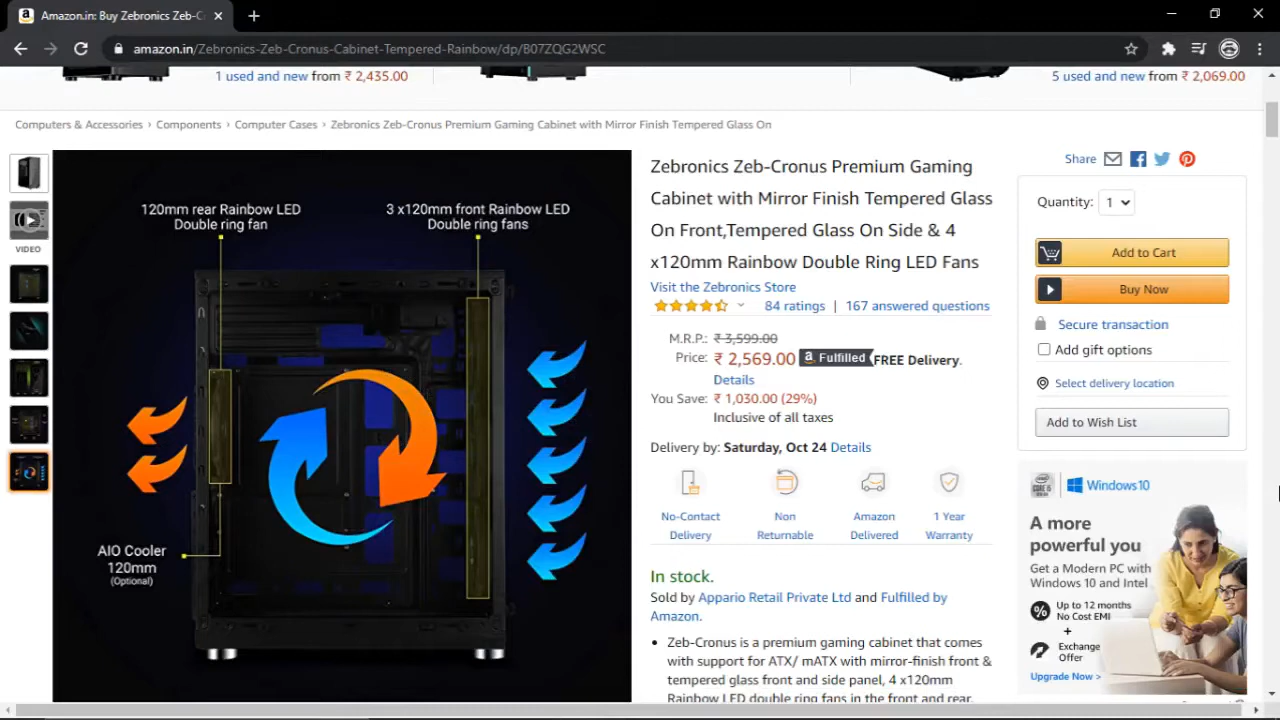 Amazon.in: Buy Zebronics Zeb-C
amazon.in/Zebronics-Zeb-Cronus-Cabinet-Tempered-Rainbow/dp/B07ZQG2WSC
1 used and new from ₹ 2,435.00
5 used and new from ₹ 2,069.00
Computers & Accessories › Components › Computer Cases › Zebronics Zeb-Cronus Premium Gaming Cabinet with Mirror Finish Tempered Glass On
VIDEO
120mm rear Rainbow LED
Double ring fan
3 x120mm front Rainbow LED
Double ring fans
AIO Cooler
120mm
(Optional)
Zebronics Zeb-Cronus Premium Gaming
Cabinet with Mirror Finish Tempered Glass
On Front,Tempered Glass On Side & 4
x120mm Rainbow Double Ring LED Fans
Visit the Zebronics Store
84 ratings | 167 answered questions
M.R.P.: ₹ 3,599.00
Price: ₹ 2,569.00 a Fulfilled FREE Delivery.
Details
You Save: ₹ 1,030.00 (29%)
Inclusive of all taxes
Delivery by: Saturday, Oct 24 Details
No-Contact
Delivery
Non
Returnable
Amazon
Delivered
1 Year
Warranty
In stock.
Sold by Appario Retail Private Ltd and Fulfilled by
Amazon.
• Zeb-Cronus is a premium gaming cabinet that comes
with support for ATX/ mATX with mirror-finish front &
tempered glass front and side panel, 4 x120mm
Rainbow LED double ring fans in the front and rear.
Share
Quantity: 1
Add to Cart
Buy Now
Secure transaction
Add gift options
Select delivery location
Add to Wish List
Windows10
A more
powerful you
Get a Modern PC with
Windows 10 and Intel
Up to 12 months
No Cost EMI
+
Exchange
Offer
Upgrade Now >